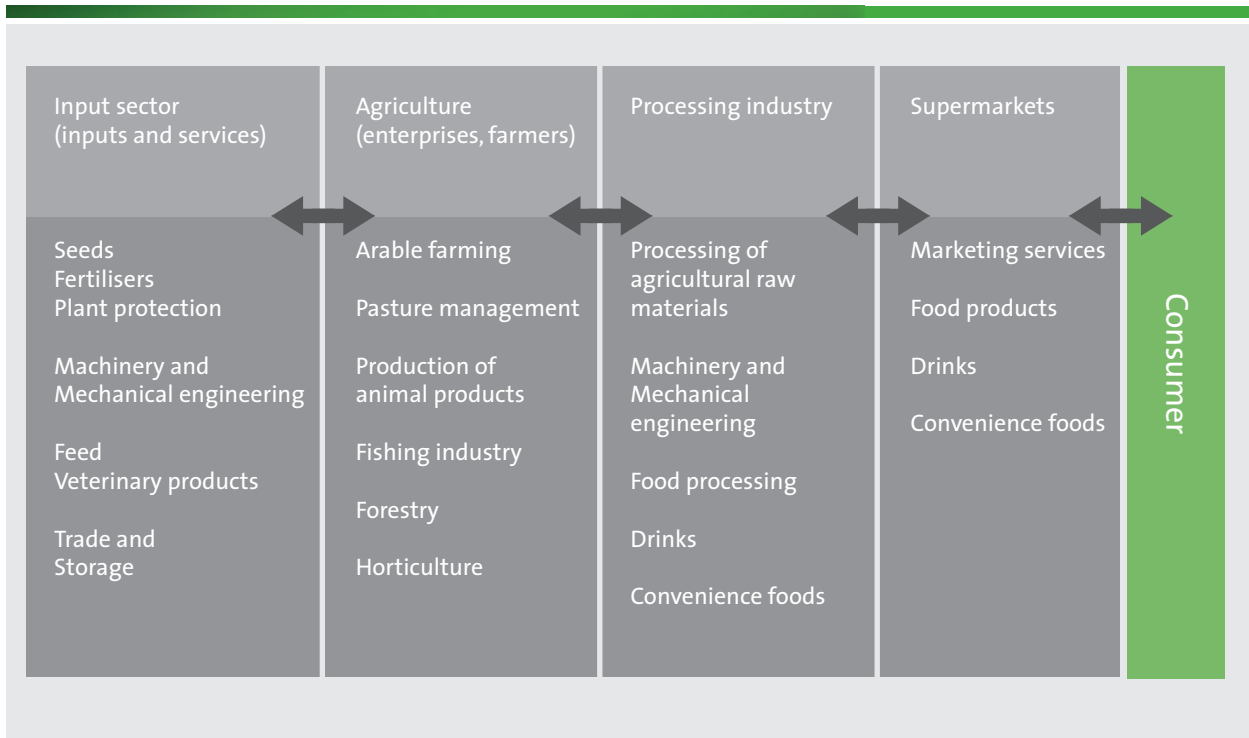 Input sector
(inputs and services)
Seeds
Fertilisers
Plant protection
Machinery and
Mechanical engineering
Feed
Veterinary products
Trade and
Storage
Agriculture
(enterprises, farmers)
Arable farming
Pasture management
Production of
animal products
Fishing industry
Forestry
Horticulture
Processing industry
Processing of
agricultural raw
materials
Machinery and
Mechanical
engineering
Food processing
Drinks
Convenience foods
Supermarkets
Marketing services
Food products
Drinks
Convenience foods
Consumer